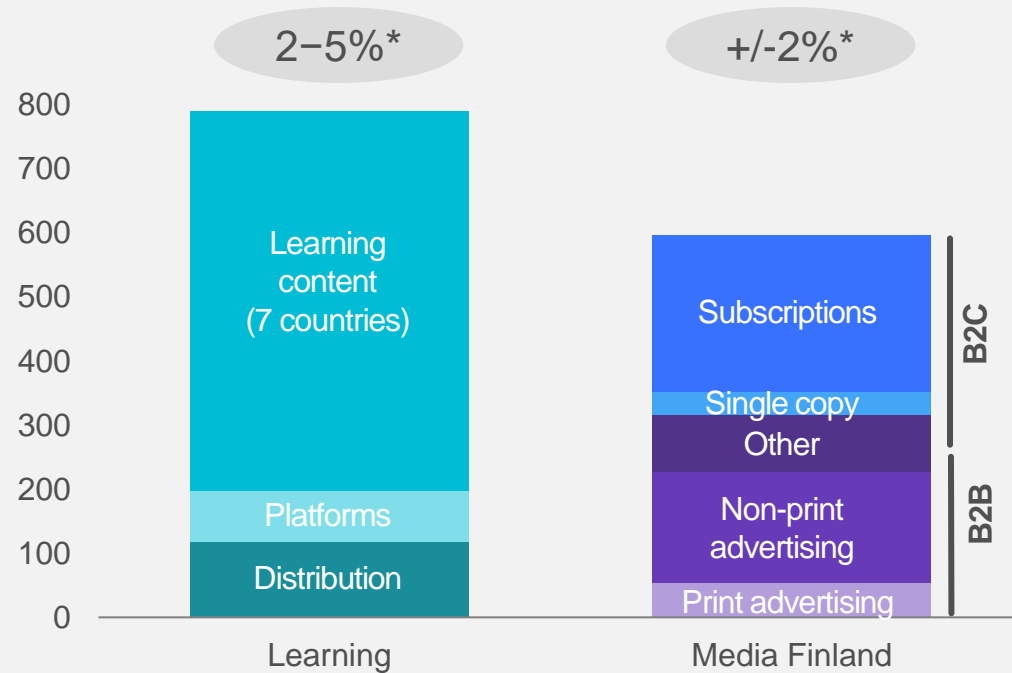 2–5%*
+/-2%*
800
700
600
500
400
300
200
100
0
Learning
content
(7 countries)
Platforms
Distribution
Subscriptions
Single copy
Other
Non-print
advertising
Print advertising
B2C
B2B
Learning
Media Finland